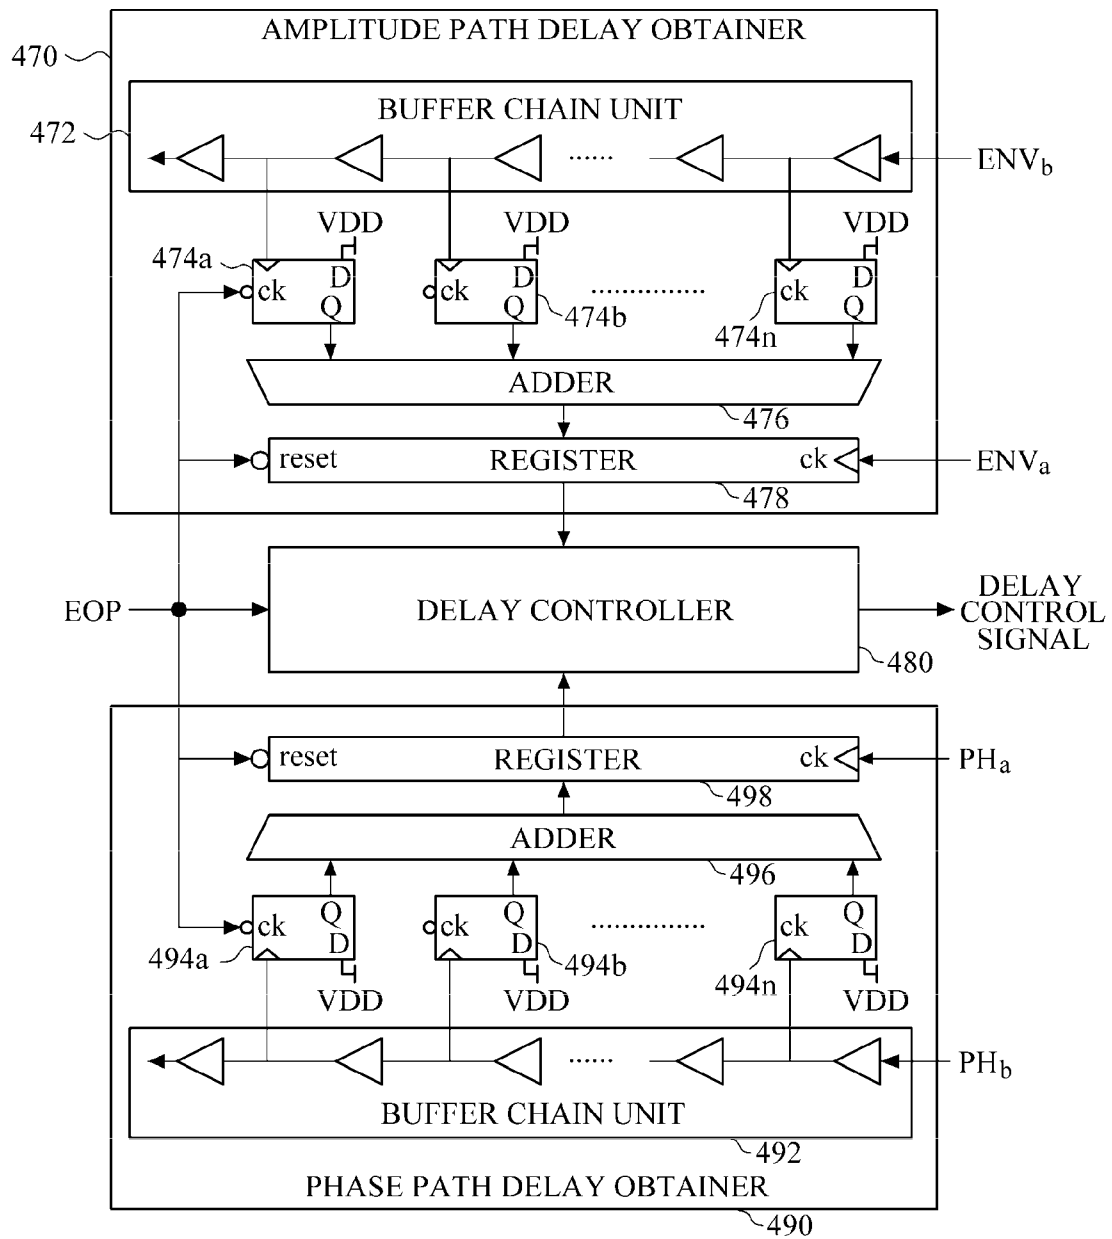 AMPLITUDE PATH DELAY OBTAINER
470
BUFFER CHAIN UNIT
472
ENVb
VDD VDD VDD
474a
ck D Q
ck D Q
ck D Q
474b
474n
ADDER
476
reset REGISTER ck
ENVa
478
EOP
DELAY CONTROLLER
DELAY
CONTROL
SIGNAL
480
reset REGISTER ck
PHa
498
ADDER
496
ck Q D
ck Q D
ck Q D
494a
494b
494n
VDD VDD VDD
PHb
BUFFER CHAIN UNIT
492
PHASE PATH DELAY OBTAINER
490